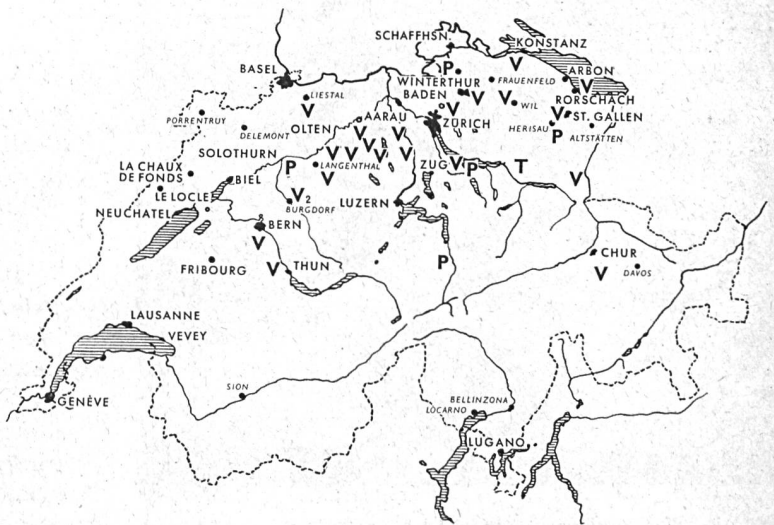 SCHAFFHSN.
KONSTANZ
V
BASEL
P
WINTERTHUR
FRAUENFELD
ARBON
V
LIESTAL
BADEN
V
V
WIL
RORSCHACH
V
V
V
ST. GALLEN
PORRENTRUY
AARAU
ZÜRICH
HERISAU
P
ALTSTÄTTEN
DELEMONT
OLTEN
V
V
V
SOLOTHURN
V
V
V
V
P
LANGENTHAL
ZUG
V
P
T
LA CHAUX
DE FONDS
BIEL
V
V
LE LOCLE
V2
BURGDORF
LUZERN
NEUCHATEL
BERN
V
CHUR
FRIBOURG
V
THUN
P
V
DAVOS
LAUSANNE
VEVEY
SION
GENÈVE
BELLINZONA
LOCARNO
LUGANO